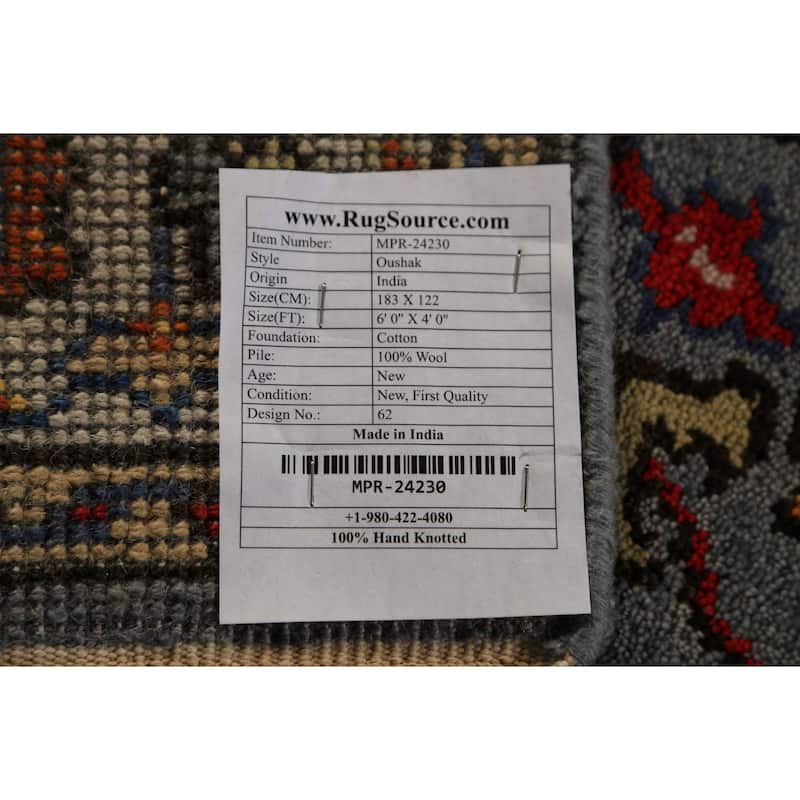 www.RugSource.com
Item Number: MPR-24230
Style Oushak
Origin India
Size(CM): 183 X 122
Size(FT): 6' 0" X 4' 0"
Foundation: Cotton
Pile: 100% Wool
Age: New
Condition: New, First Quality
Design No.: 62
Made in India
MPR-24230
+1-980-422-4080
100% Hand Knotted